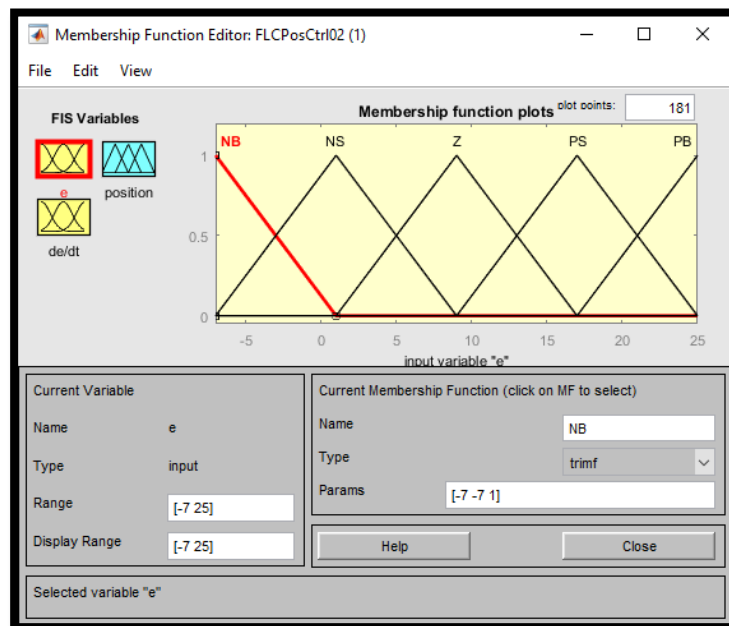 Membership Function Editor: FLCPosCtrl02 (1)
File Edit View
FIS Variables
e
position
de/dt
Membership function plots
plot points:
181
NB NS Z PS PB
1
0.5
0
-5 0 5 10 15 20 25
input variable "e"
Current Variable
Name e
Type input
Range [-7 25]
Display Range [-7 25]
Current Membership Function (click on MF to select)
Name NB
Type trimf
Params [-7 -7 1]
Help Close
Selected variable "e"